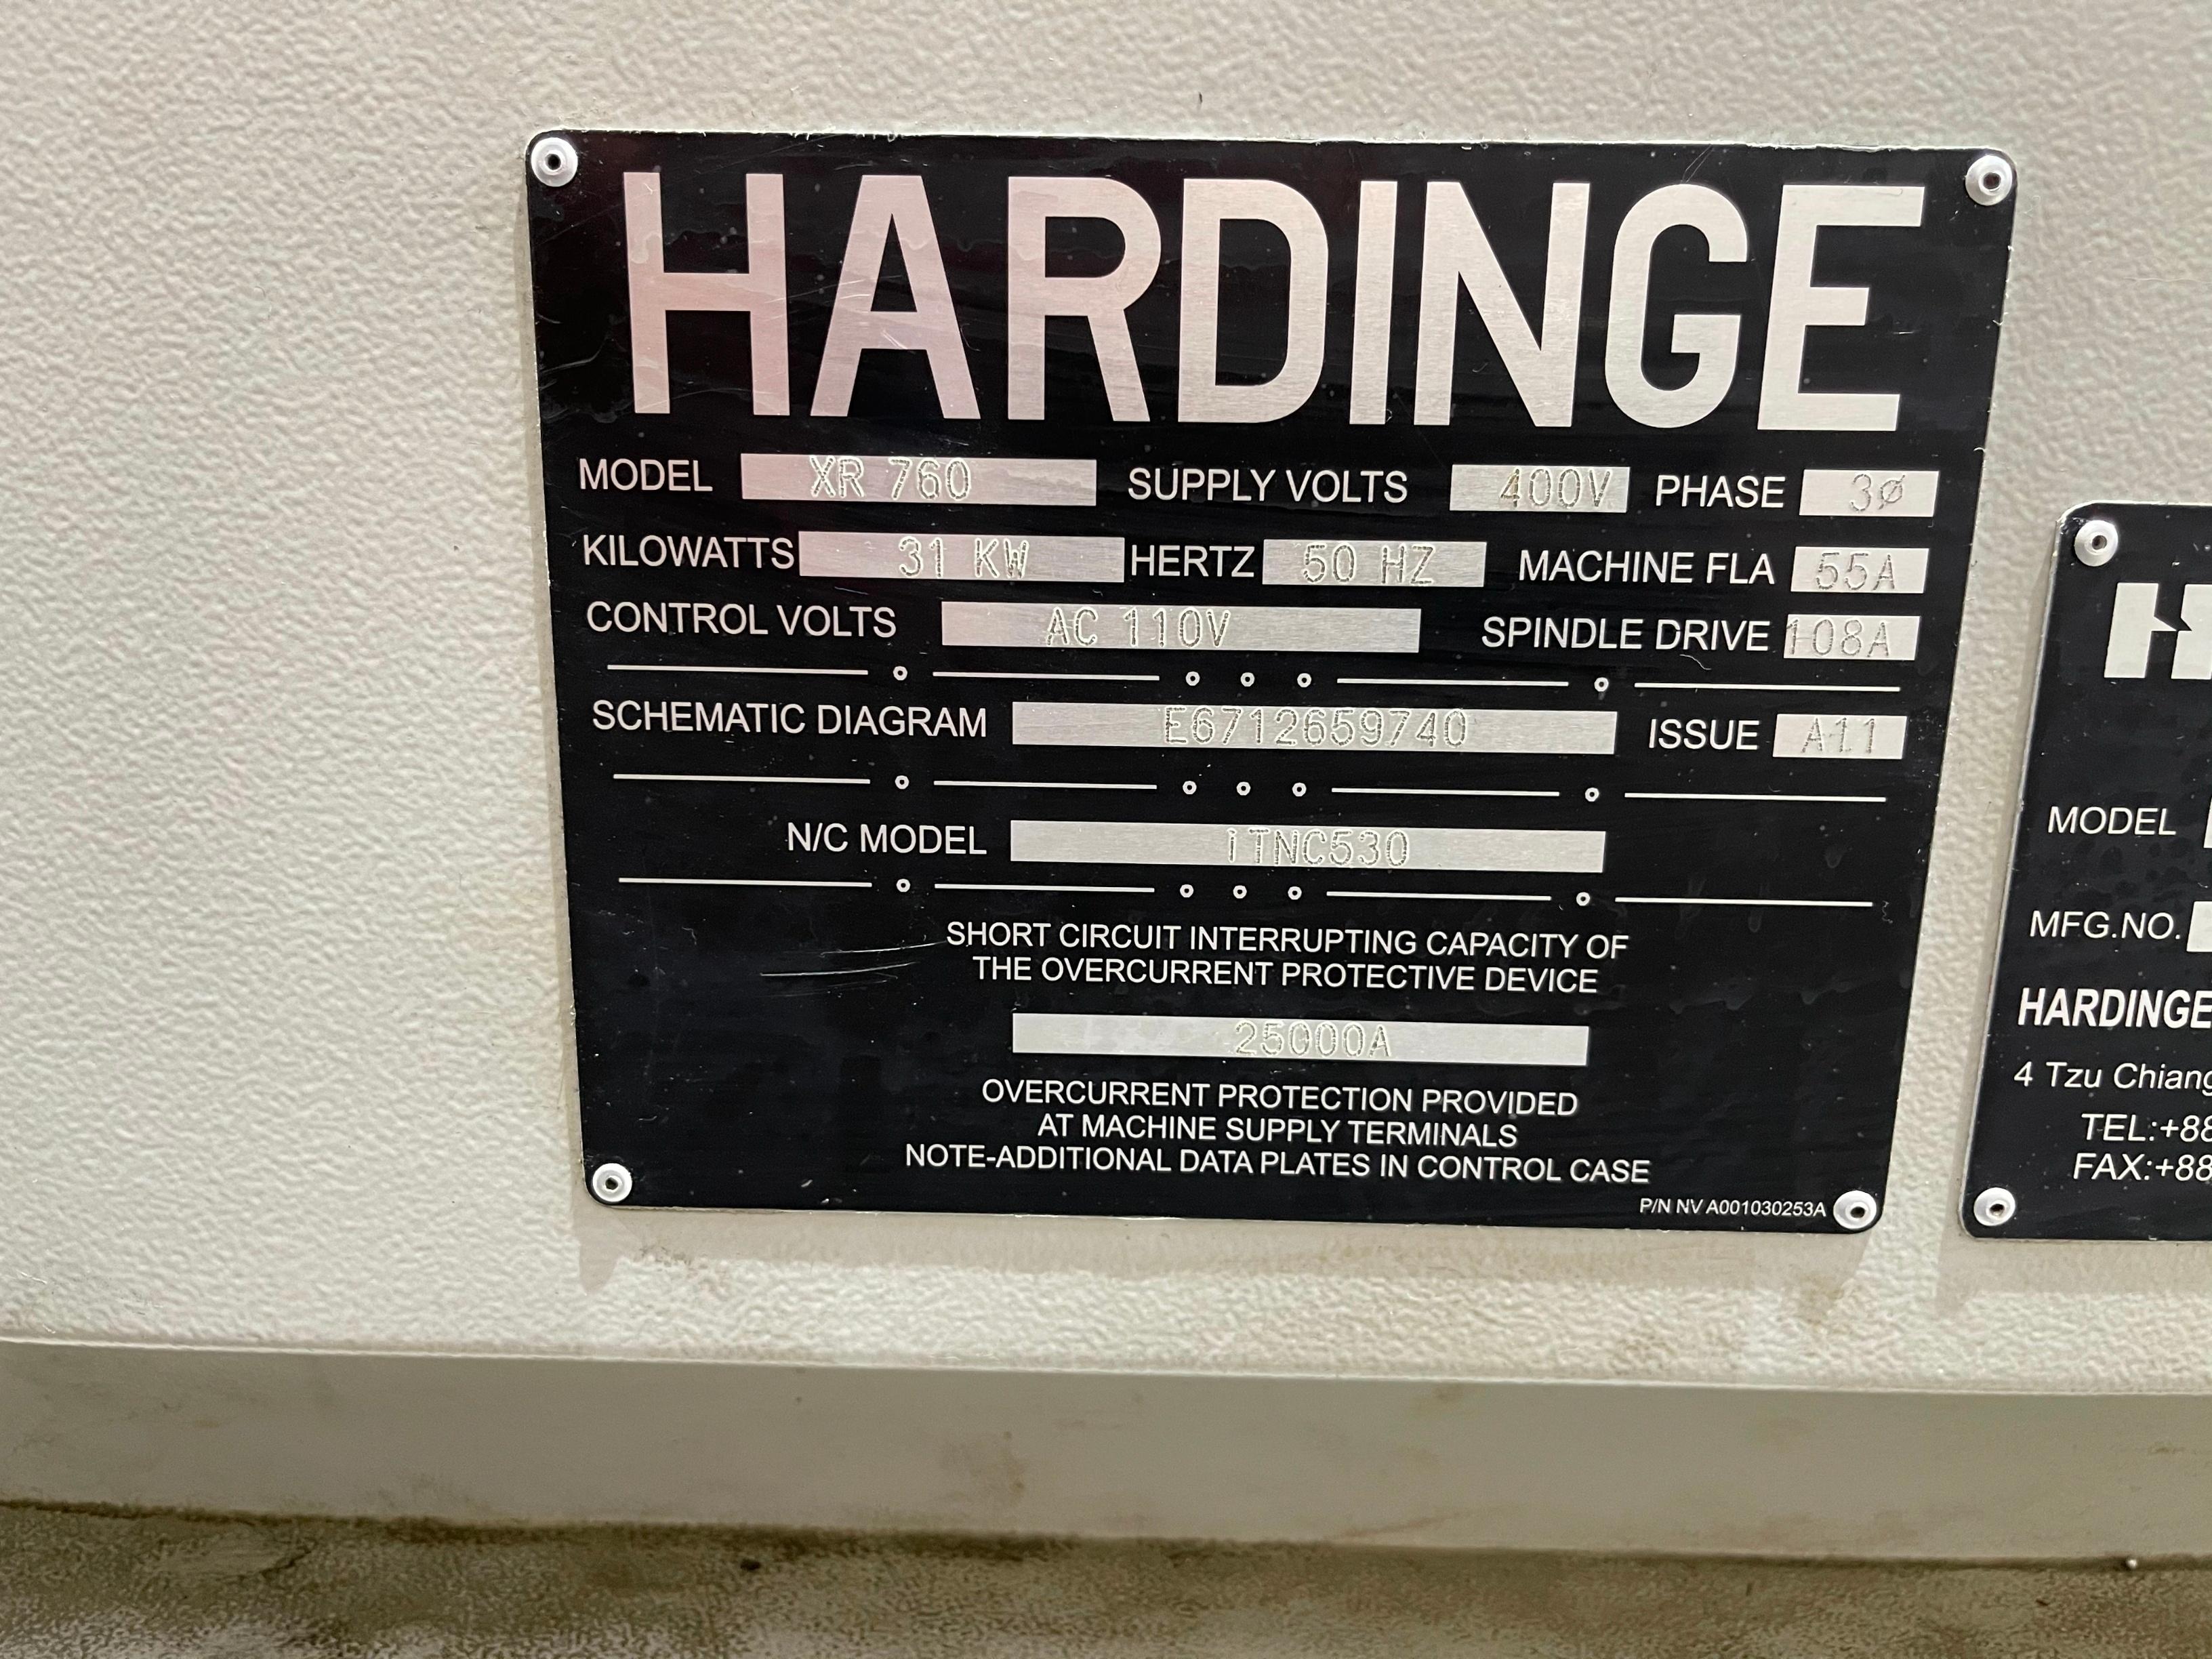 HARDINGE
MODEL XR 760 SUPPLY VOLTS 400V PHASE 3Ø
KILOWATTS 31 KW HERTZ 50 HZ MACHINE FLA 55A
CONTROL VOLTS AC 110V SPINDLE DRIVE 108A
SCHEMATIC DIAGRAM E6712659740 ISSUE A11
N/C MODEL iTNC530
SHORT CIRCUIT INTERRUPTING CAPACITY OF
THE OVERCURRENT PROTECTIVE DEVICE
25000A
OVERCURRENT PROTECTION PROVIDED
AT MACHINE SUPPLY TERMINALS
NOTE-ADDITIONAL DATA PLATES IN CONTROL CASE
P/N NV A001030253A
MODEL
MFG.NO.
HARDINGE
4 Tzu Chiang
TEL:+88
FAX:+88